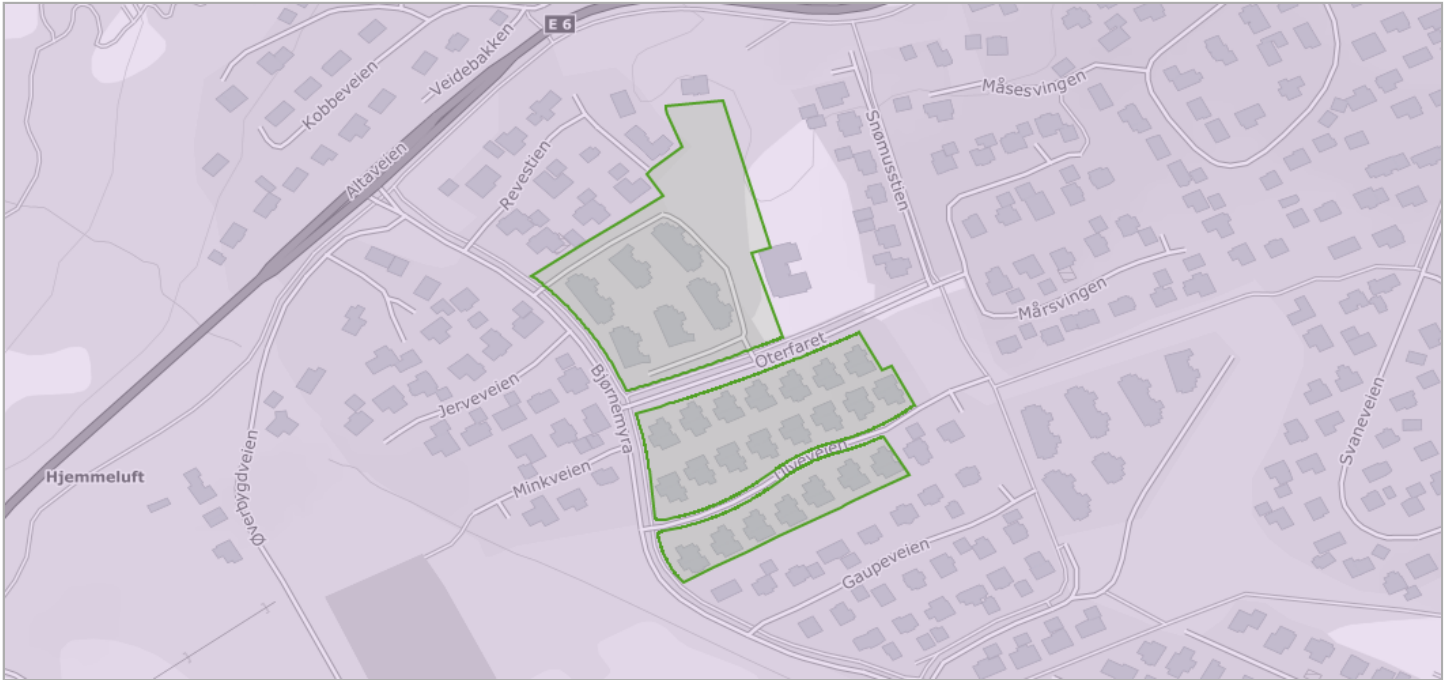 E 6
Veidebakken
Kobbeveien
Måsesvingen
Altaveien
Revestien
Snømusstien
Mårsvingen
Oterfaret
Bjørnemyra
Jerveveien
Svaneveien
Ulveveien
Minkveien
Hjemmeluft
Øverbygdveien
Gaupeveien